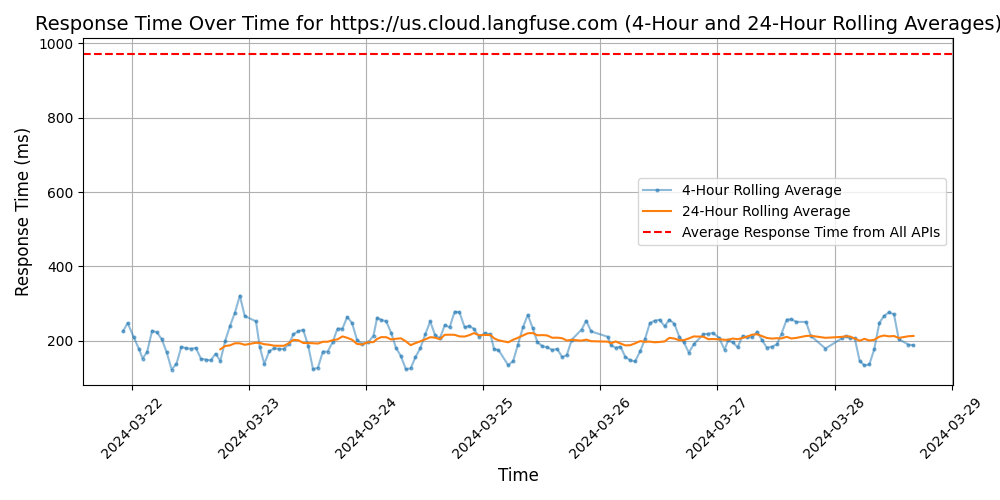 Response Time Over Time for https://us.cloud.langfuse.com (4-Hour and 24-Hour Rolling Averages)
Response Time (ms)
1000
800
600
400
200
4-Hour Rolling Average
24-Hour Rolling Average
Average Response Time from All APIs
2024-03-22
2024-03-23
2024-03-24
2024-03-25
2024-03-26
2024-03-27
2024-03-28
2024-03-29
Time